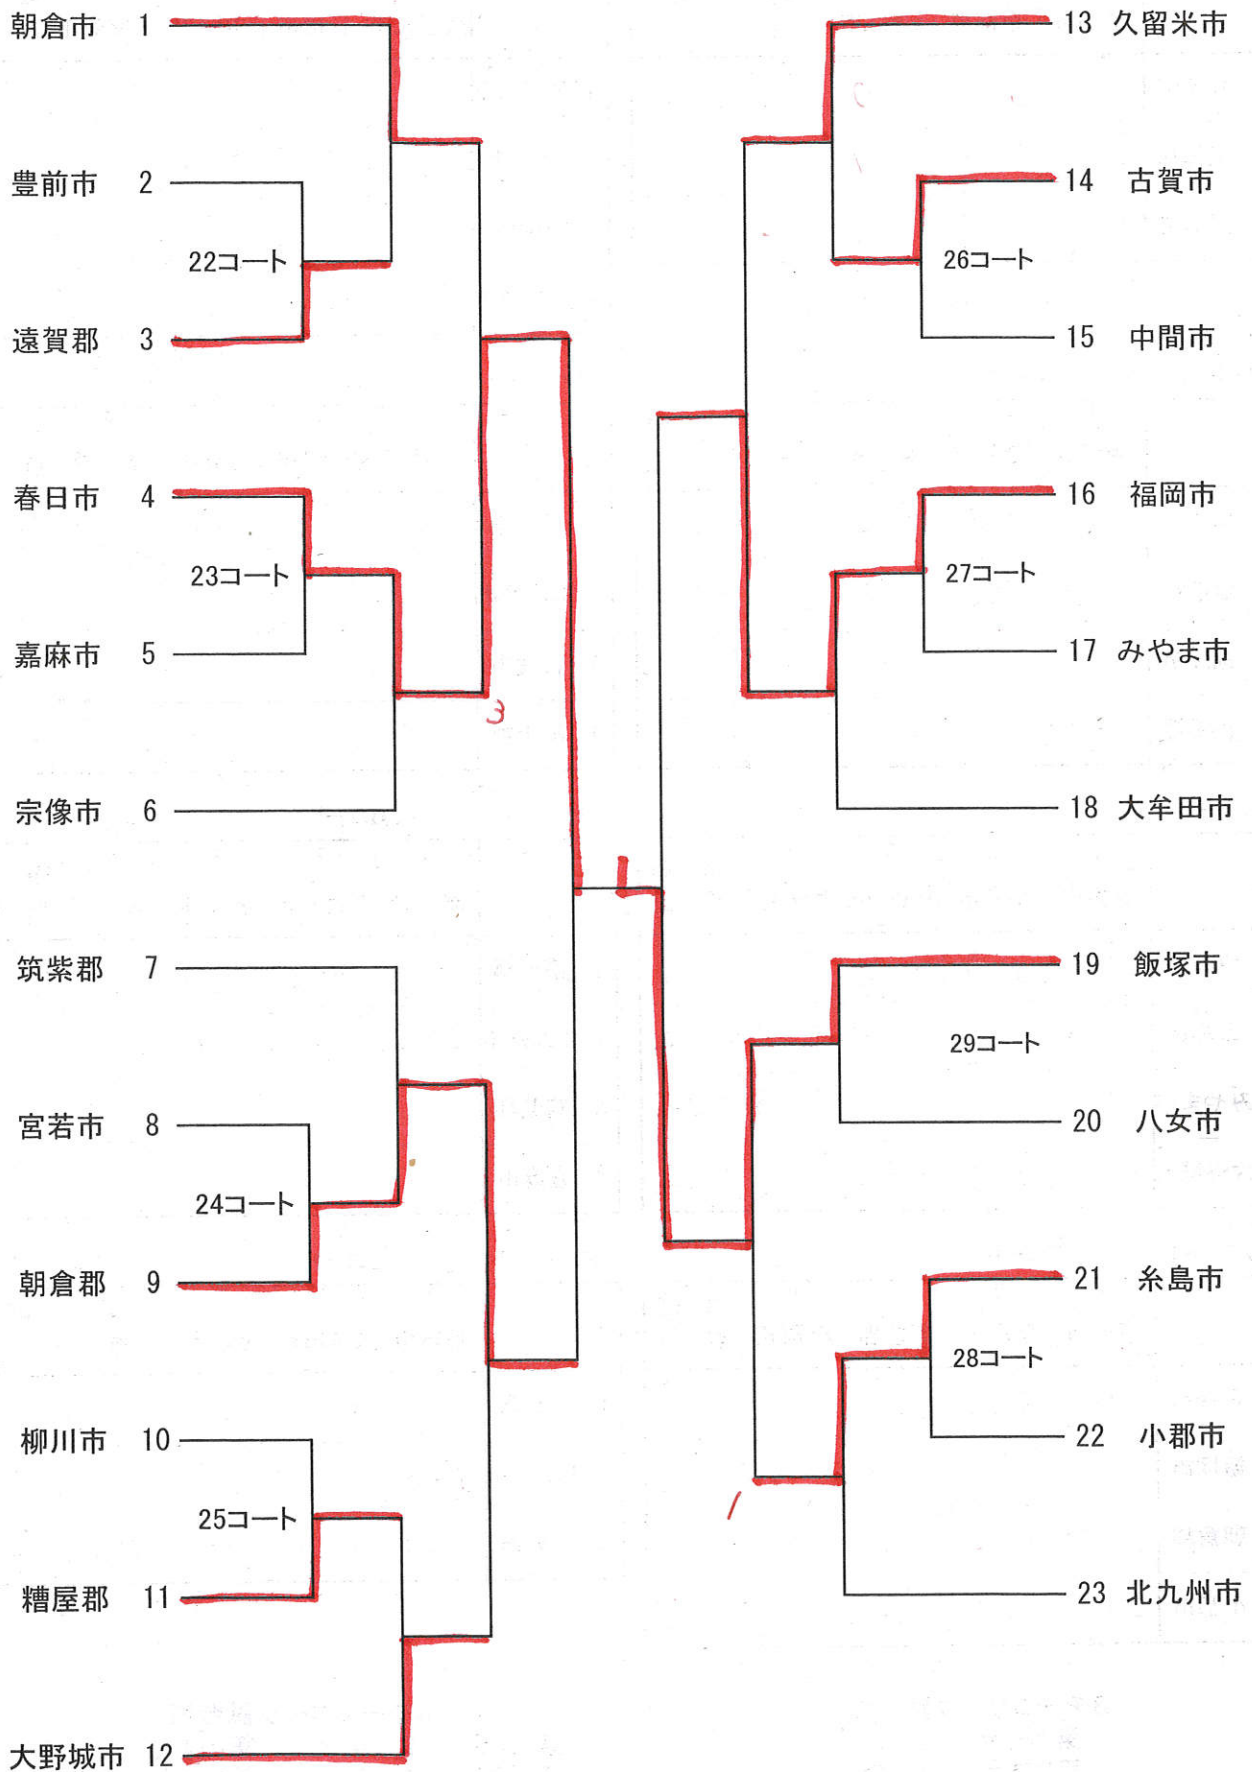 朝倉市 1
豊前市 2
22コート
遠賀郡 3
春日市 4
23コート
嘉麻市 5
3
宗像市 6
筑紫郡 7
宮若市 8
24コート
朝倉郡 9
柳川市 10
25コート
糟屋郡 11
大野城市 12
13 久留米市
14 古賀市
26コート
15 中間市
16 福岡市
27コート
17 みやま市
18 大牟田市
19 飯塚市
29コート
20 八女市
21 糸島市
28コート
22 小郡市
1
23 北九州市